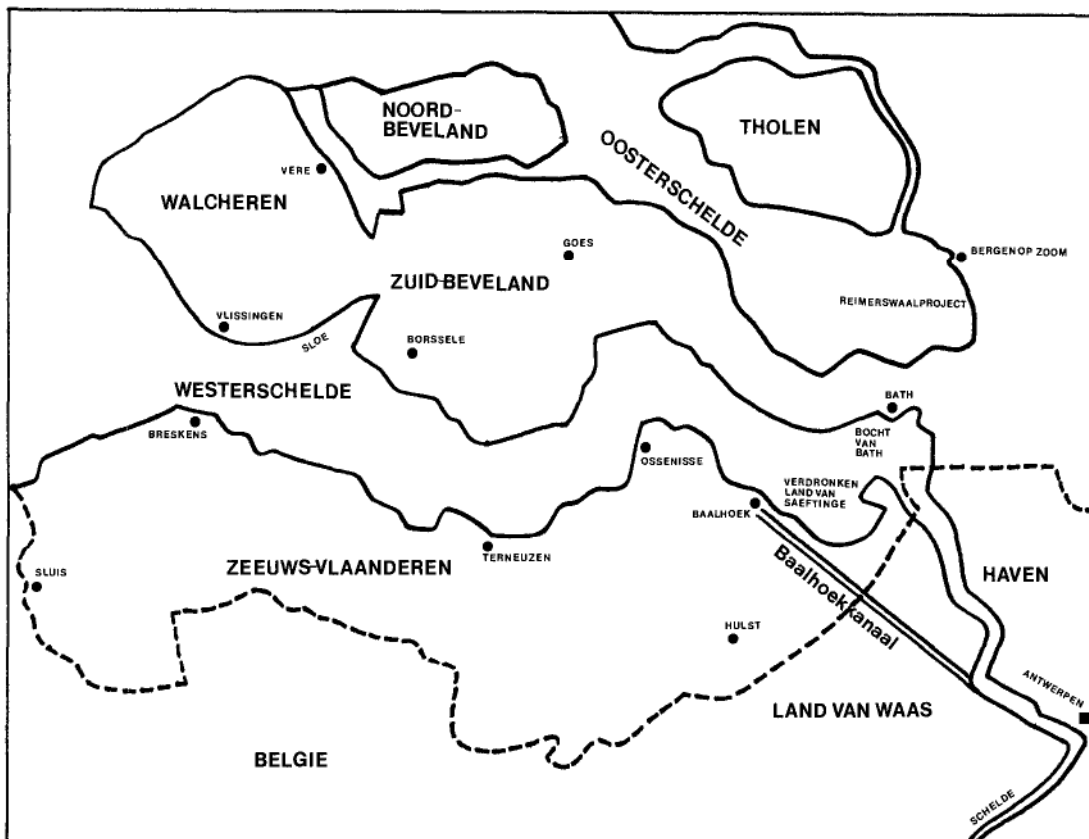 NOORD-
BEVELAND
THOLEN
OOSTERSCHELDE
VERE
WALCHEREN
GOES
BERGEN OP ZOOM
ZUID-BEVELAND
REIMERSWAALPROJECT
VLISSINGEN
SLOE
BORSSELE
WESTERSCHELDE
BATH
BRESKENS
BOCHT
VAN
BATH
OSSENISSE
VERDRONKEN
LAND VAN
SAEFTINGE
BAALHOEK
TERNEUZEN
ZEEUWS-VLAANDEREN
SLUIS
HAVEN
Baalhoekkanaal
HULST
ANTWERPEN
LAND VAN WAAS
BELGIE
SCHELDE